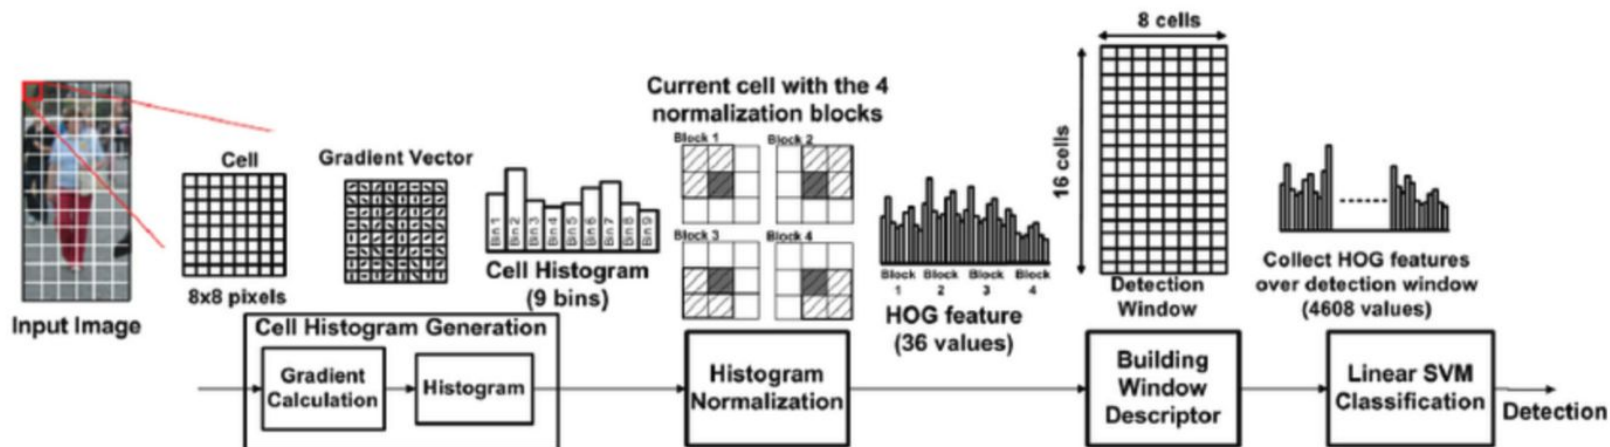 Input Image
Cell
8x8 pixels
Gradient Vector
Bin 1
Bin 2
Bin 3
Bin 4
Bin 5
Bin 6
Bin 7
Bin 8
Bin 9
Cell Histogram
(9 bins)
Current cell with the 4
normalization blocks
Block 1
Block 2
Block 3
Block 4
Block
1
Block
2
Block
3
Block
4
HOG feature
(36 values)
8 cells
16 cells
Detection
Window
Collect HOG features
over detection window
(4608 values)
Cell Histogram Generation
Gradient
Calculation
Histogram
Histogram
Normalization
Building
Window
Descriptor
Linear SVM
Classification
Detection